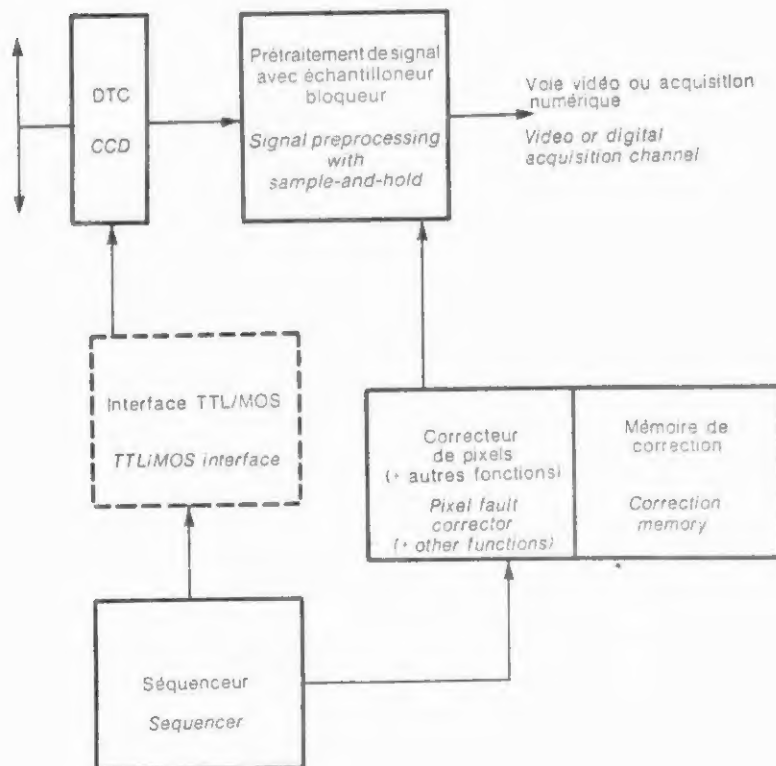 DTC
CCD
Prétraitement de signal
avec échantilloneur
bloqueur
Signal preprocessing
with
sample-and-hold
Voie vidéo ou acquisition
numérique
Video or digital
acquisition channel
Interface TTL/MOS
TTL/MOS interface
Correcteur
de pixels
(+ autres fonctions)
Pixel fault
corrector
(+ other functions)
Mémoire de
correction
Correction
memory
Séquenceur
Sequencer